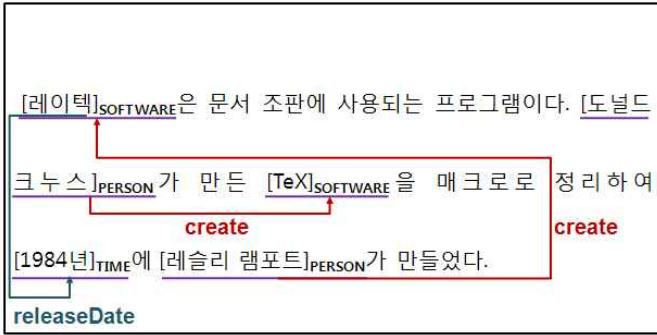 [레이텍]SOFTWARE은 문서 조판에 사용되는 프로그램이다. [도널드
크누스]PERSON가 만든 [TeX]SOFTWARE을 매크로로 정리하여
create create
[1984년]TIME에 [레슬리 램포트]PERSON가 만들었다.
releaseDate